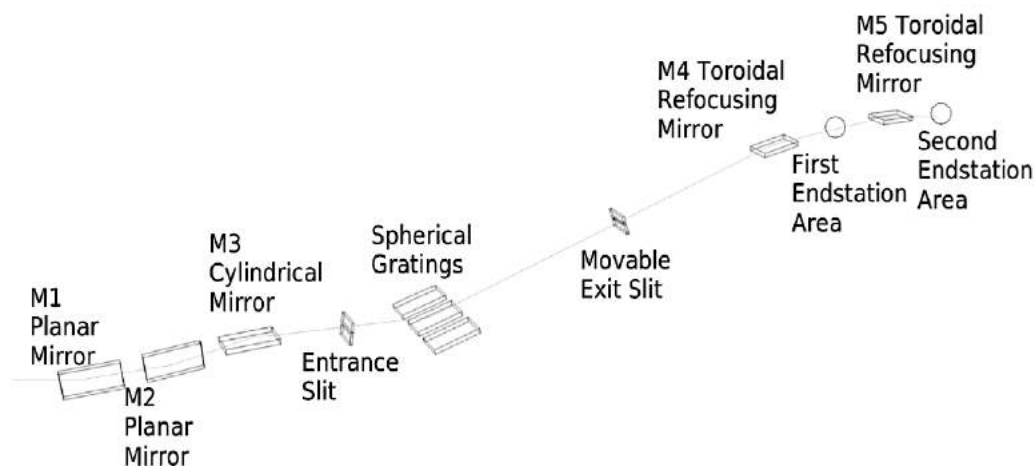 M1
Planar
Mirror
M2
Planar
Mirror
M3
Cylindrical
Mirror
Entrance
Slit
Spherical
Gratings
Movable
Exit Slit
M4 Toroidal
Refocusing
Mirror
First
Endstation
Area
M5 Toroidal
Refocusing
Mirror
Second
Endstation
Area